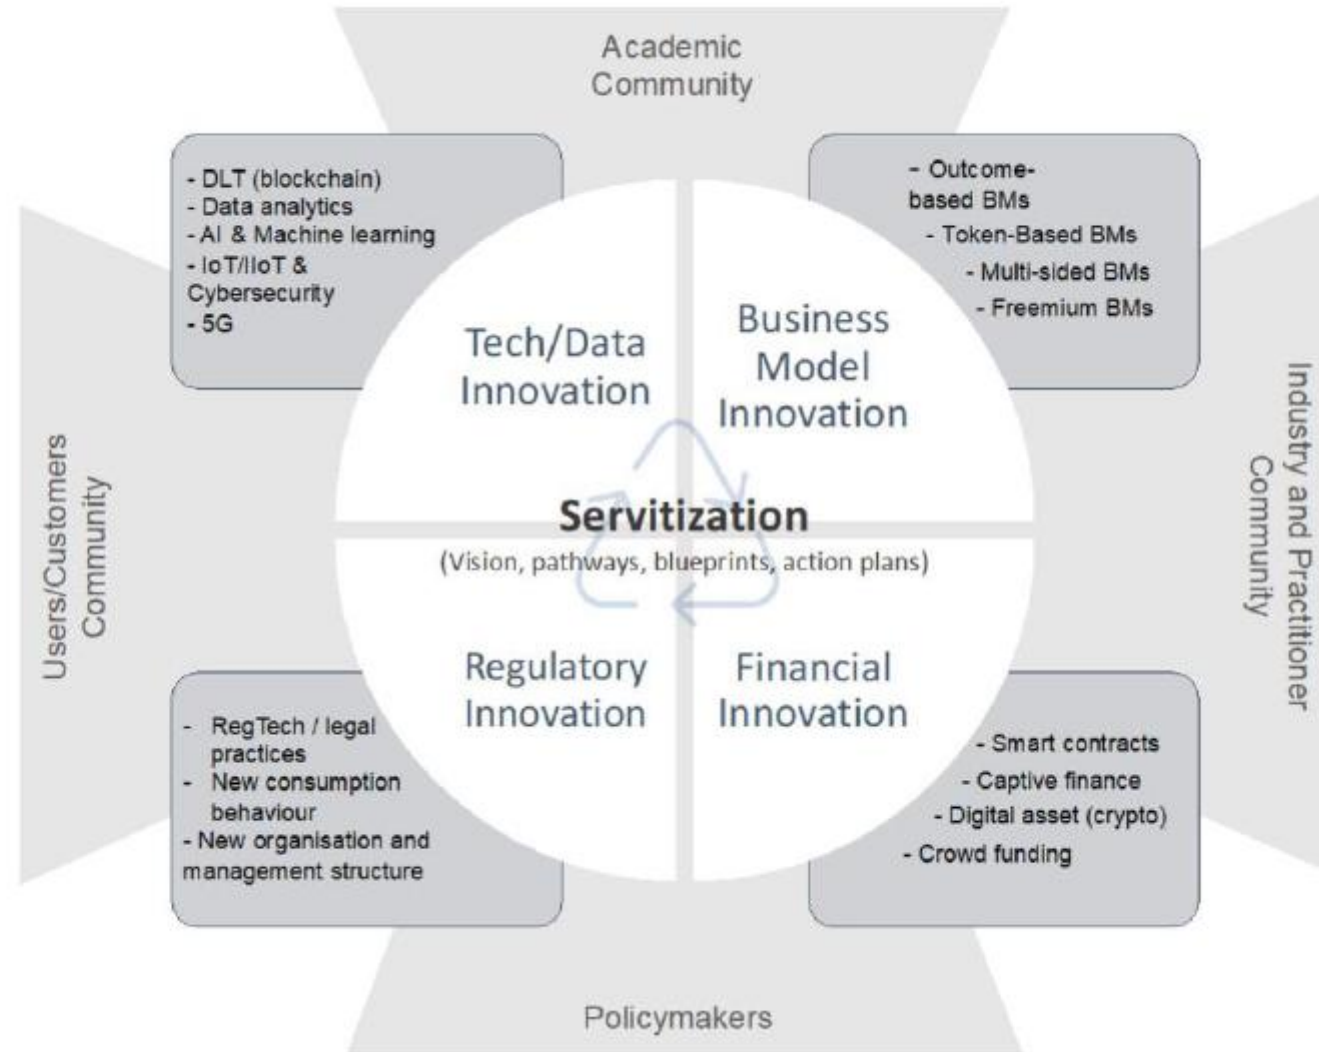 Academic
Community
- DLT (blockchain)
- Data analytics
- AI & Machine learning
- IoT/IIoT &
Cybersecurity
- 5G
- Outcome-
based BMs
- Token-Based BMs
- Multi-sided BMs
- Freemium BMs
Tech/Data
Innovation
Business
Model
Innovation
Users/Customers
Community
Industry and Practitioner
Community
Servitization
(Vision, pathways, blueprints, action plans)
Regulatory
Innovation
Financial
Innovation
- RegTech / legal
practices
- New consumption
behaviour
- New organisation and
management structure
- Smart contracts
- Captive finance
- Digital asset (crypto)
- Crowd funding
Policymakers